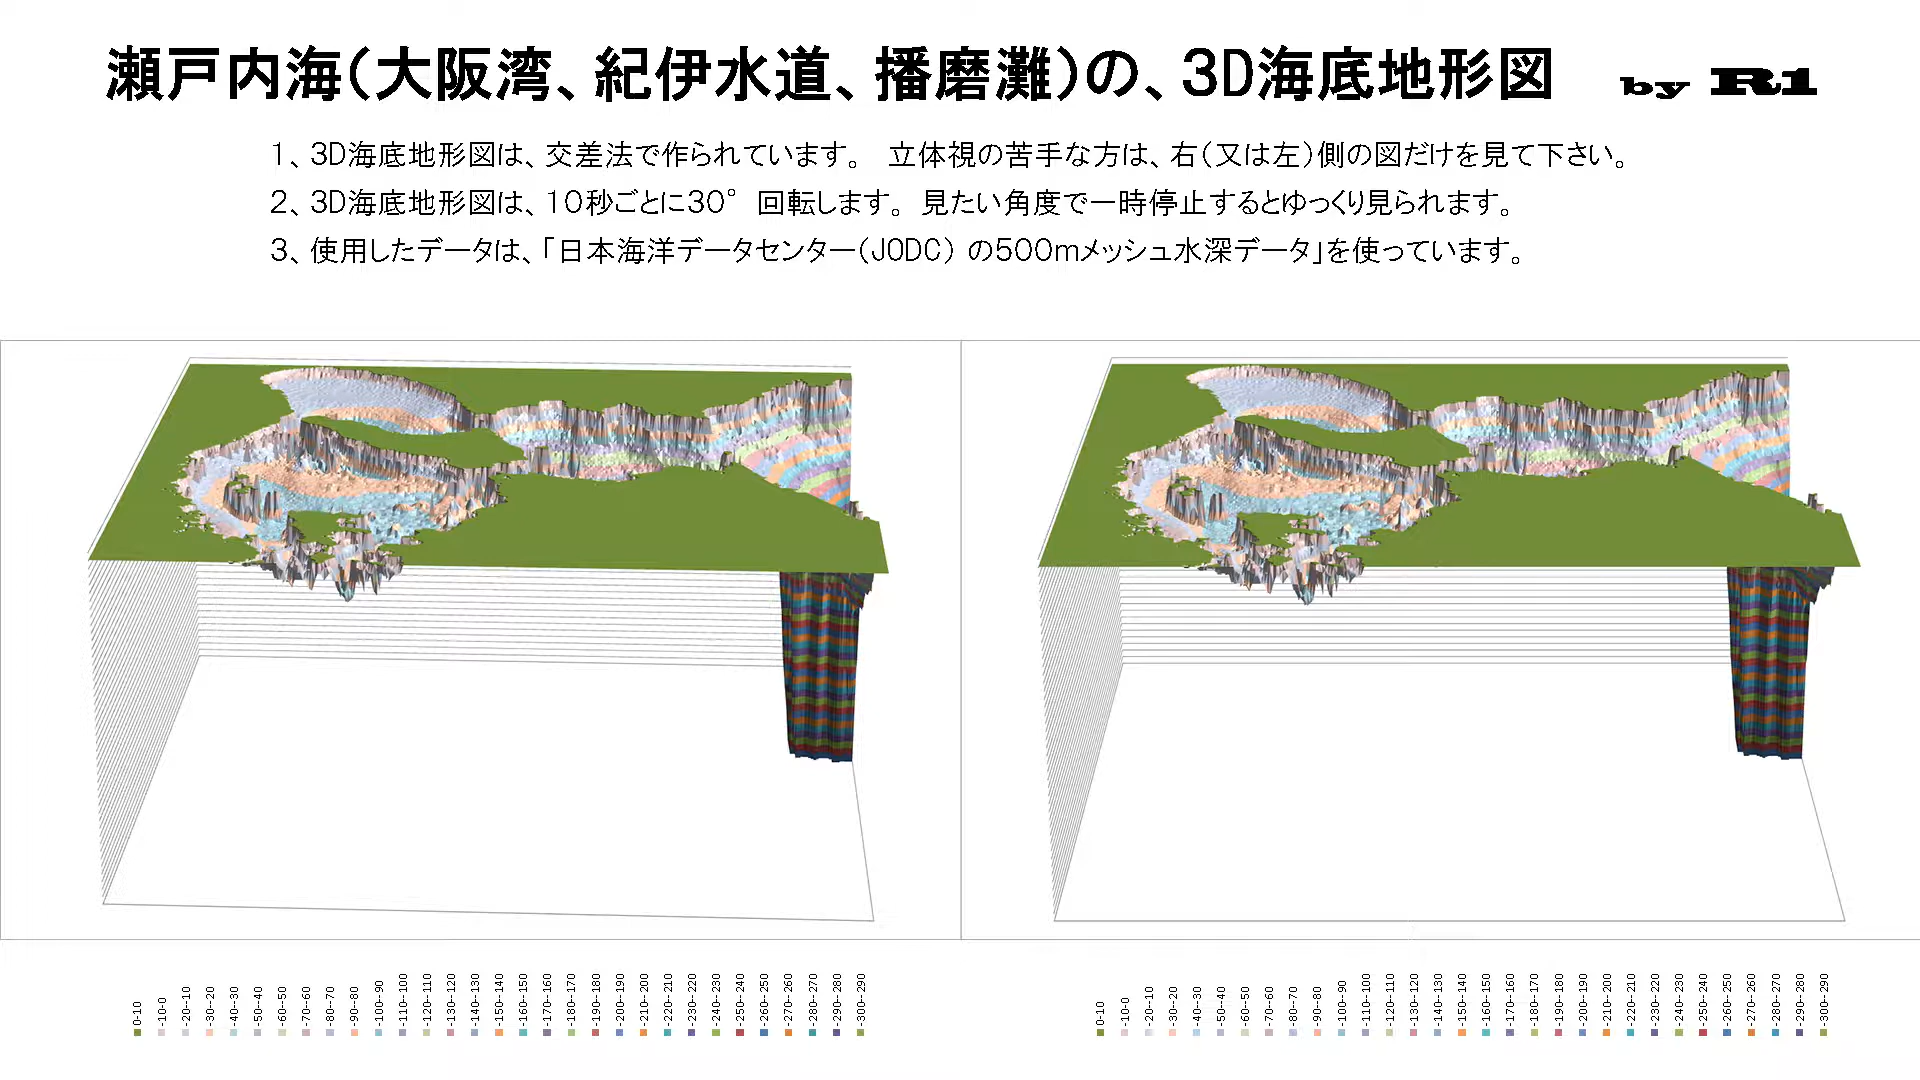 瀬戸内海（大阪湾、紀伊水道、播磨灘）の、3D海底地形図 by R1
1、3D海底地形図は、交差法で作られています。 立体視の苦手な方は、右（又は左）側の図だけを見て下さい。
2、3D海底地形図は、10秒ごとに30°回転します。見たい角度で一時停止するとゆっくり見られます。
3、使用したデータは、「日本海洋データセンター（JODC）の500mメッシュ水深データ」を使っています。
0-10 -10-0 -20--10 -30--20 -40--30 -50--40 -60--50 -70--60 -80--70 -90--80 -100--90 -110--100 -120--110 -130--120 -140--130 -150--140 -160--150 -170--160 -180--170 -190--180 -200--190 -210--200 -220--210 -230--220 -240--230 -250--240 -260--250 -270--260 -280--270 -290--280 -300--290
0-10 -10-0 -20--10 -30--20 -40--30 -50--40 -60--50 -70--60 -80--70 -90--80 -100--90 -110--100 -120--110 -130--120 -140--130 -150--140 -160--150 -170--160 -180--170 -190--180 -200--190 -210--200 -220--210 -230--220 -240--230 -250--240 -260--250 -270--260 -280--270 -290--280 -300--290